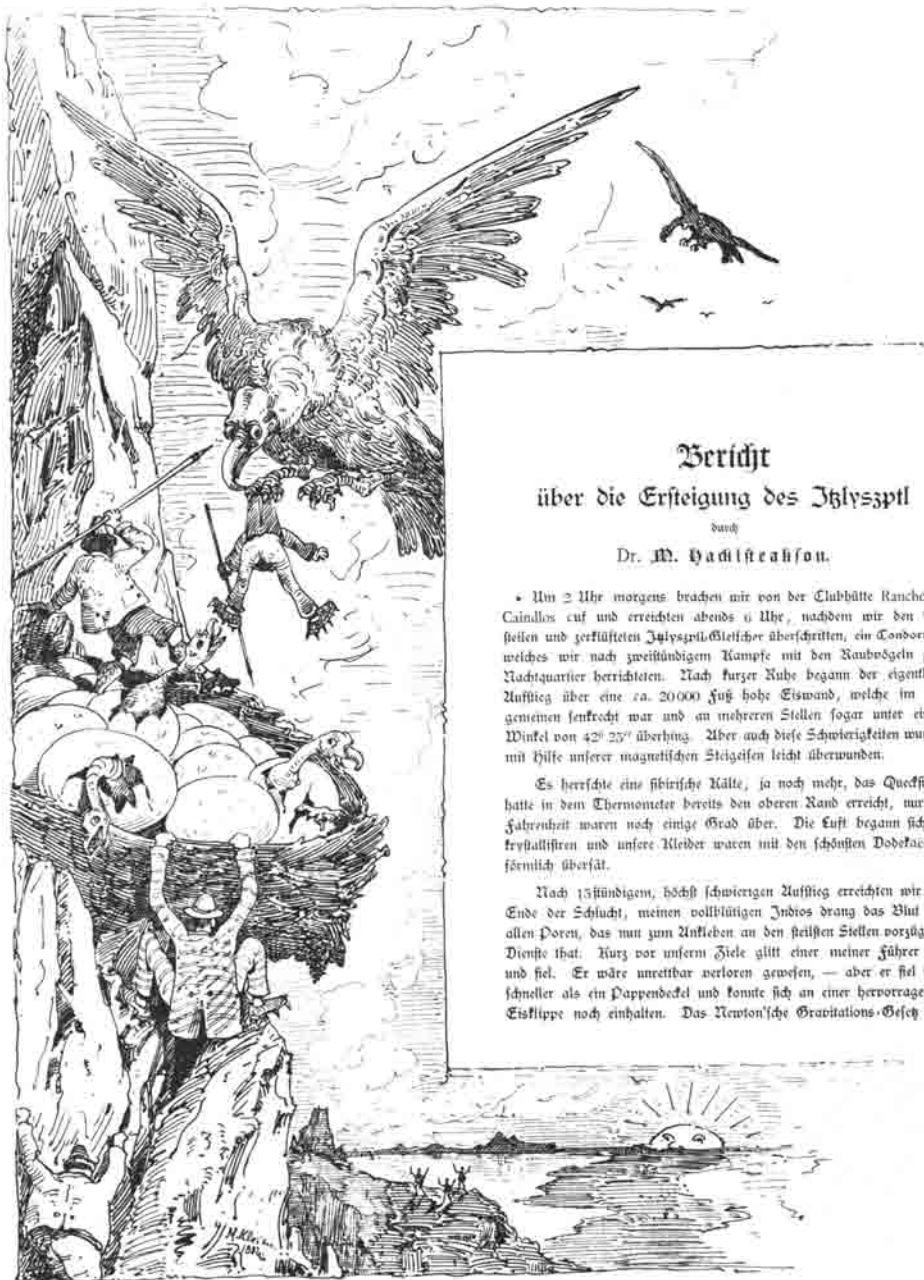 Bericht
über die Ersteigung des Itzlyszptl
durch
Dr. M. Hacklsteakson.
• Um 2 Uhr morgens brachen wir von der Clubhütte Rancho
Caindlos auf und erreichten abends 6 Uhr, nachdem wir den
steilen und zerklüfteten Itzlyszptl-Gletscher überschritten, ein Condor
welches wir nach zweistündigem Kampfe mit den Raubvögeln
Nachtquartier herrichteten. Nach kurzer Ruhe begann der eigentl
Aufstieg über eine ca. 20 000 Fuß hohe Eiswand, welche im
gemeinen senkrecht war und an mehreren Stellen sogar unter ei
Winkel von 42° 23'' überhing. Aber auch diese Schwierigkeiten wur
mit Hilfe unserer magnetischen Steigeisen leicht überwunden.
Es herrschte eine sibirische Kälte, ja noch mehr, das Quecksi
hatte in dem Thermometer bereits den oberen Rand erreicht, nur
Fahrenheit waren noch einige Grad über. Die Luft begann sich
krystallisiren und unsere Kleider waren mit den schönsten Dodekae
förmlich übersät.
Nach 13stündigem, höchst schwierigen Aufstieg erreichten wir
Ende der Schlucht, meinen vollblütigen Indios drang das Blut
allen Poren, das nun zum Ankleben an den steilsten Stellen vorzüg
Dienste that. Kurz vor unserm Ziele glitt einer meiner Führer
und fiel. Er wäre unrettbar verloren gewesen, — aber er fiel
schneller als ein Pappendeckel und konnte sich an einer hervorrage
Eisklippe noch einhalten. Das Newton'sche Gravitations-Gesetz